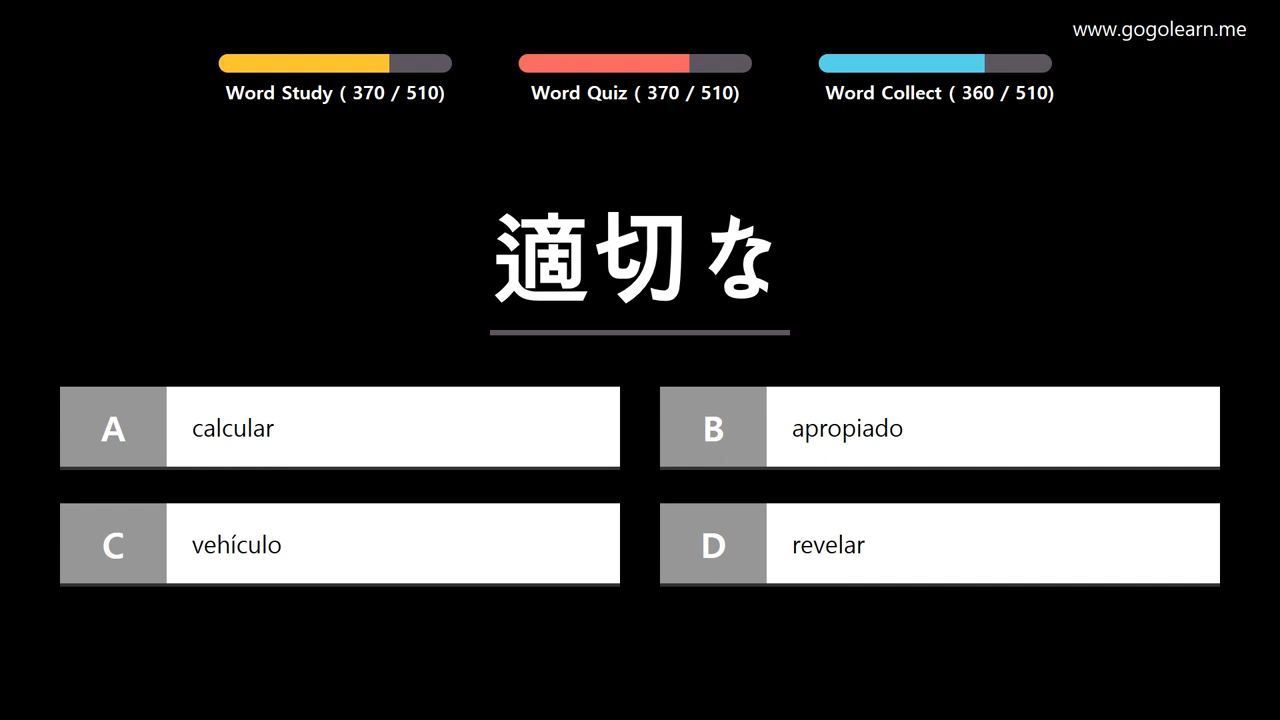 www.gogolearn.me
Word Study ( 370 / 510)
Word Quiz ( 370 / 510)
Word Collect ( 360 / 510)
適切な
A calcular
B apropiado
C vehículo
D revelar